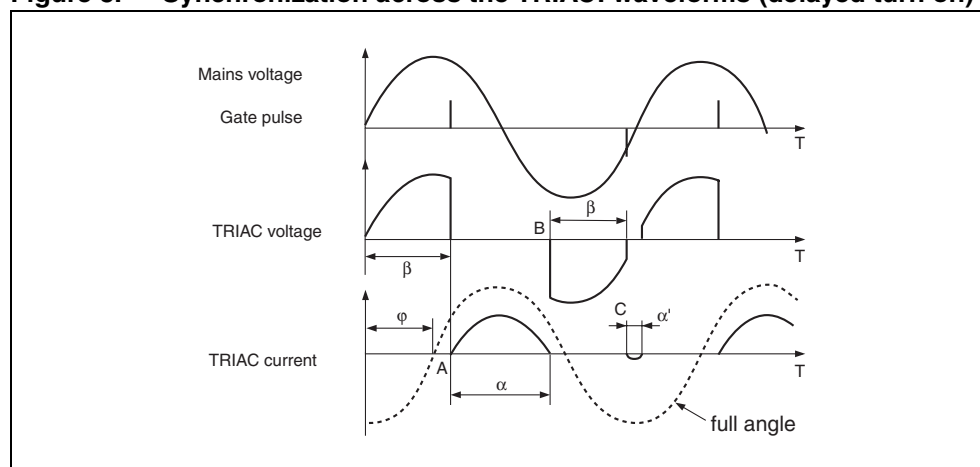 Figure 3. Synchronization across the TRIAC: waveforms (delayed turn on)
Mains voltage
Gate pulse
T
TRIAC voltage
B
β
T
β
φ
C
α'
TRIAC current
A
T
α
full angle